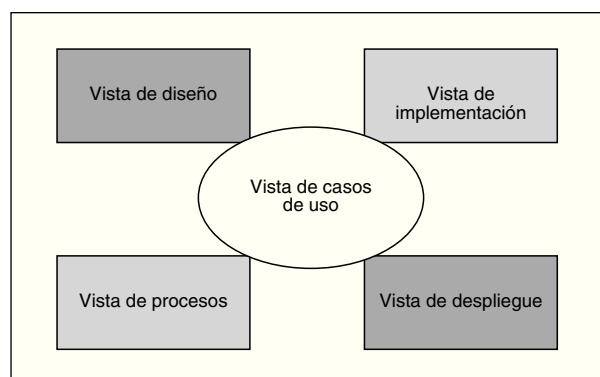 Vista de diseño
Vista de
implementación
Vista de casos
de uso
Vista de procesos
Vista de despliegue